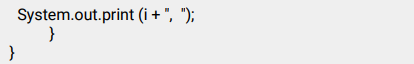 System.out.print (i + ", ");
}
}